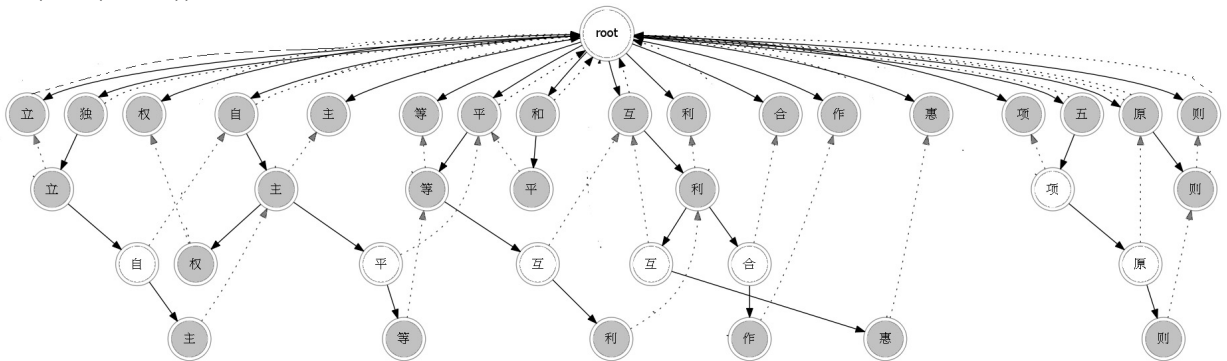 root
立 独 权 自 主 等 平 和 互 利 合 作 惠 项 五 原 则
立 主 等 平 利 项 则
自 权 平 互 互 合 原
主 等 利 作 惠 则